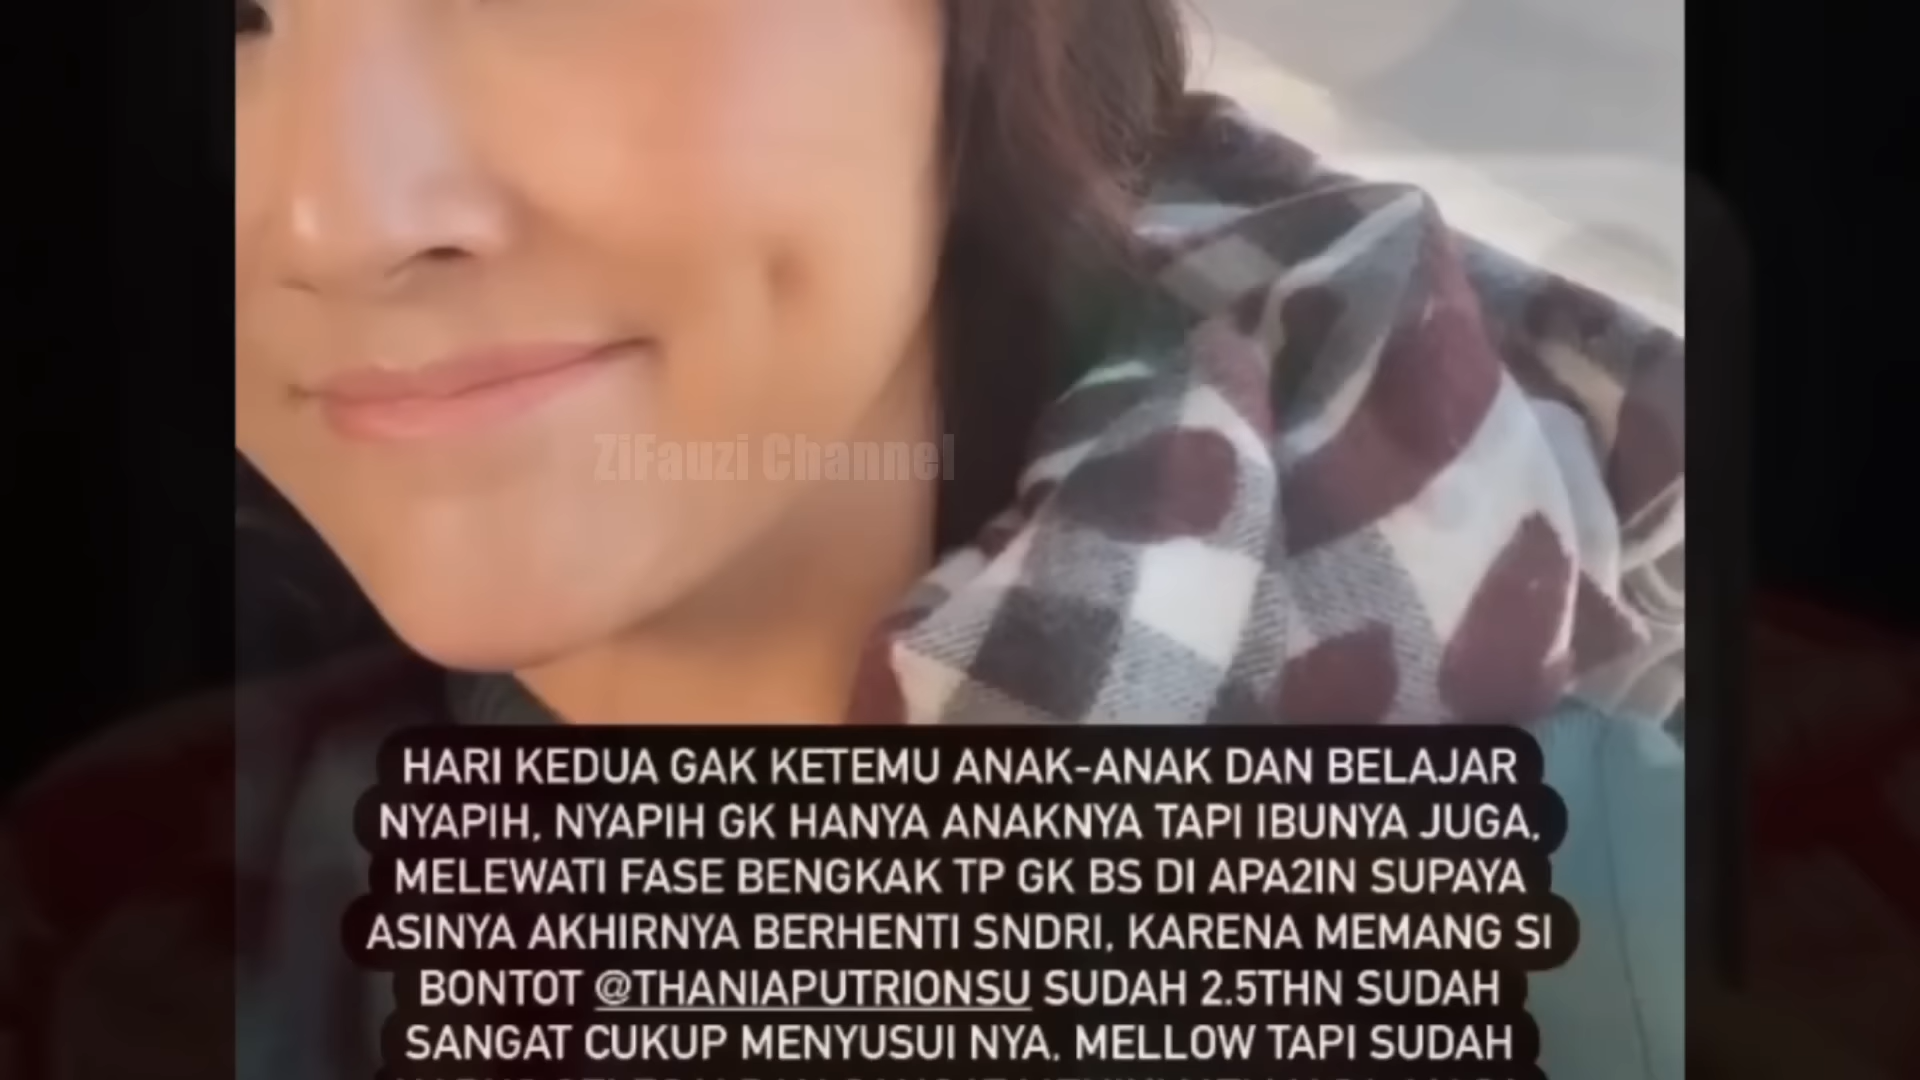 ZiFauzi Channel
HARI KEDUA GAK KETEMU ANAK-ANAK DAN BELAJAR
NYAPIH, NYAPIH GK HANYA ANAKNYA TAPI IBUNYA JUGA,
MELEWATI FASE BENGKAK TP GK BS DI APA2IN SUPAYA
ASINYA AKHIRNYA BERHENTI SNDRI, KARENA MEMANG SI
BONTOT @THANIAPUTRIONSU SUDAH 2.5THN SUDAH
SANGAT CUKUP MENYUSUI NYA. MELLOW TAPI SUDAH